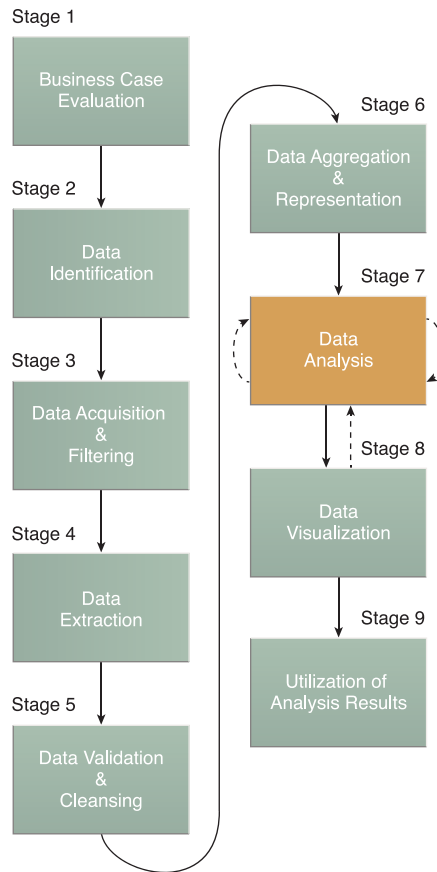 Stage 1
Business Case
Evaluation
Stage 2
Data
Identification
Stage 3
Data Acquisition
&
Filtering
Stage 4
Data
Extraction
Stage 5
Data Validation
&
Cleansing
Stage 6
Data Aggregation
&
Representation
Stage 7
Data
Analysis
Stage 8
Data
Visualization
Stage 9
Utilization of
Analysis Results